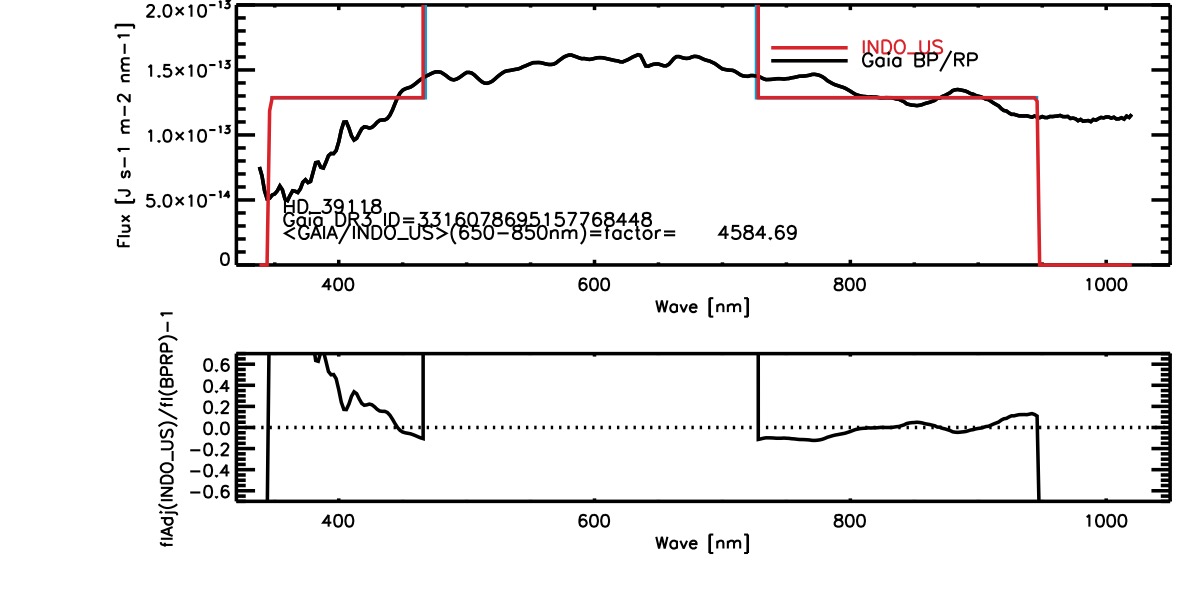 2.0×10⁻¹³
1.5×10⁻¹³
1.0×10⁻¹³
5.0×10⁻¹⁴
0
Flux [J s−1 m−2 nm−1]
INDO_US
Gaia BP/RP
HD_39118
Gaia DR3 ID=3316078695157768448
<GAIA/INDO_US>(650−850nm)=factor= 4584.69
400 600 800 1000
Wave [nm]
flAdj(INDO_US)/fl(BPRP)−1
0.6
0.4
0.2
0.0
−0.2
−0.4
−0.6
400 600 800 1000
Wave [nm]